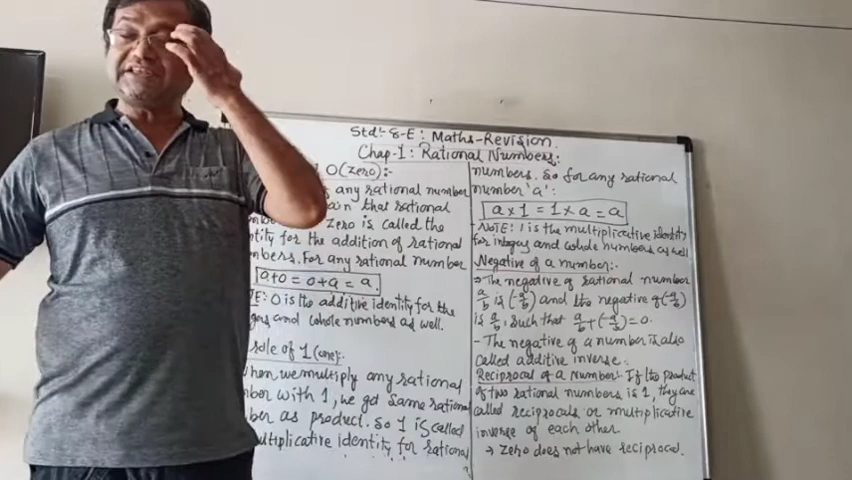 Std:- 8-E : Maths-Revision.
Chap-1: Rational Numbers:
0 (zero):-
any rational number
that rational
zero is called the
for the addition of rational
. For any rational number
a+0 = 0+a = a.
: 0 is the additive identity for the
and whole numbers as well.
role of 1 (one):-
when we multiply any rational
with 1, we get same rational
as product. So 1 is called
multiplicative identity for rational
numbers. So for any rational
number 'a'
a×1 = 1×a = a
NOTE: 1 is the multiplicative identity
for integers and whole numbers as well
Negative of a number:-
→ The negative of rational number
a/b is (-a/b) and the negative of (-a/b)
is a/b, such that a/b+(-a/b)=0.
- The negative of a number is also
called additive inverse.
Reciprocal of a Number:- If the product
of two rational numbers is 1, they are
called reciprocals or multiplicative
inverse of each other.
→ Zero does not have reciprocal.